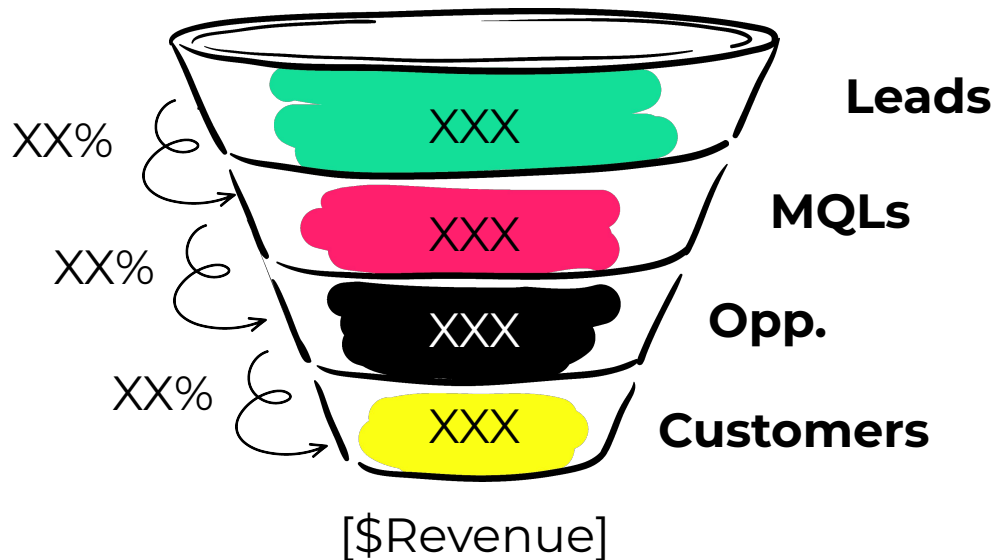 XXX
Leads
XX%
XXX
MQLs
XX%
XXX
Opp.
XX%
XXX
Customers
[$Revenue]